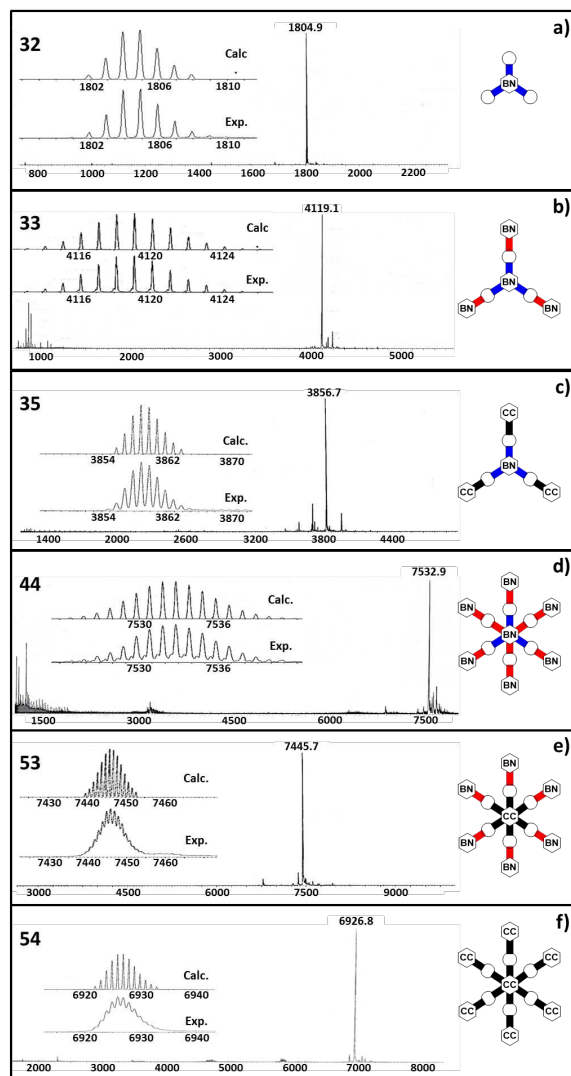 32
Calc
1802 1806 1810
Exp.
1802 1806 1810
1804.9
800 1000 1200 1400 1600 1800 2000 2200
a)
BN
33
Calc
4116 4120 4124
Exp.
4116 4120 4124
4119.1
1000 2000 3000 4000 5000
b)
BN
BN
BN BN
35
Calc.
3854 3862 3870
Exp.
3854 3862 3870
3856.7
1400 2000 2600 3200 3800 4400
c)
CC
BN
CC CC
44
Calc.
7530 7536
Exp.
7530 7536
7532.9
1500 3000 4500 6000 7500
d)
BN
BN BN
BN
BN BN
BN
53
Calc.
7430 7440 7450 7460
Exp.
7430 7440 7450 7460
7445.7
3000 4500 6000 7500 9000
e)
BN
BN BN
CC
BN BN
BN
54
Calc.
6920 6930 6940
Exp.
6920 6930 6940
6926.8
2000 3000 4000 5000 6000 7000 8000
f)
CC
CC CC
CC
CC CC
CC